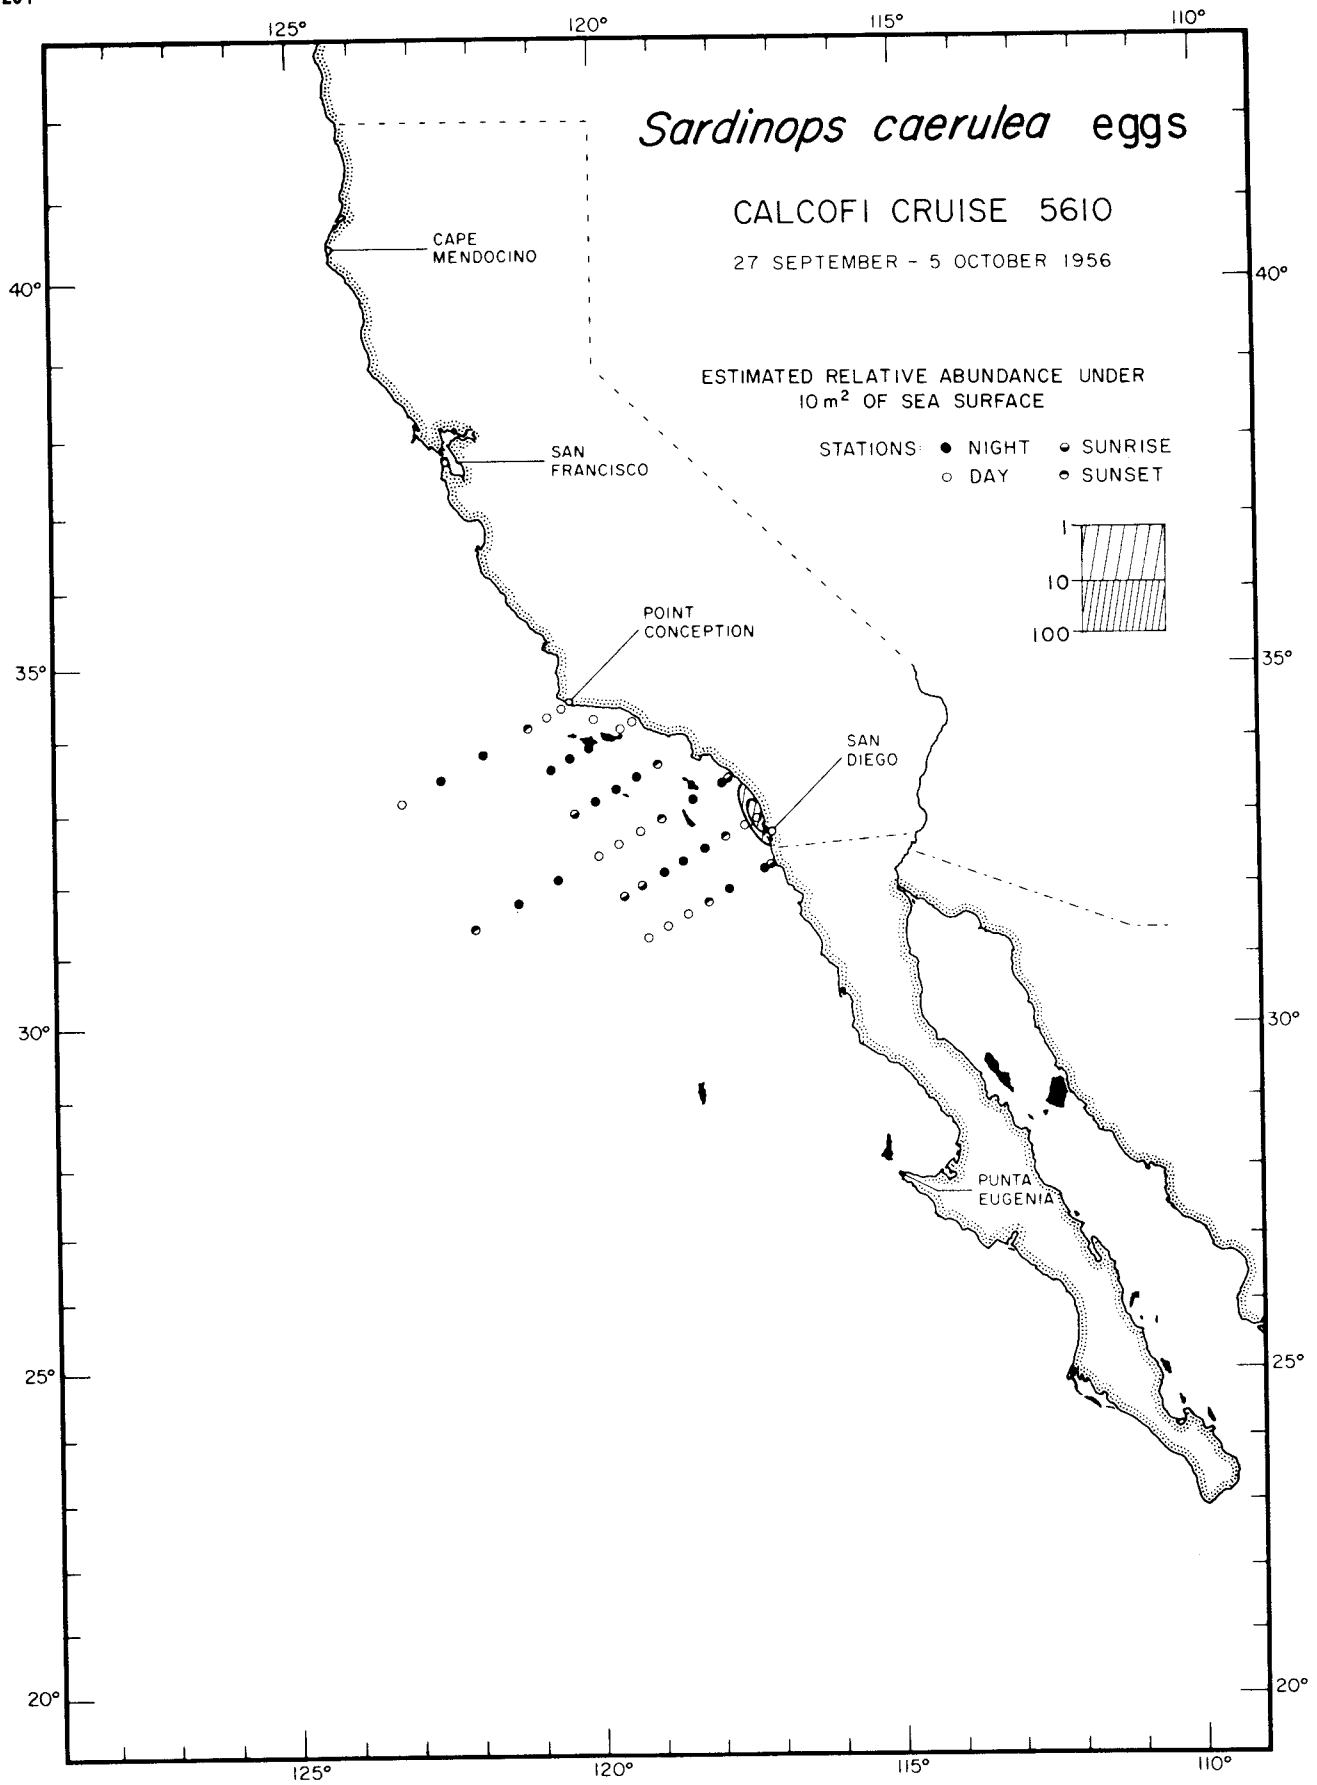 125°
120°
115°
110°
Sardinops caerulea eggs
CALCOFI CRUISE 5610
27 SEPTEMBER - 5 OCTOBER 1956
CAPE
MENDOCINO
40°
40°
ESTIMATED RELATIVE ABUNDANCE UNDER
10 m² OF SEA SURFACE
STATIONS: ● NIGHT ◒ SUNRISE
○ DAY ◓ SUNSET
SAN
FRANCISCO
1
10
100
POINT
CONCEPTION
35°
35°
SAN
DIEGO
30°
30°
PUNTA
EUGENIA
25°
25°
20°
20°
125°
120°
115°
110°